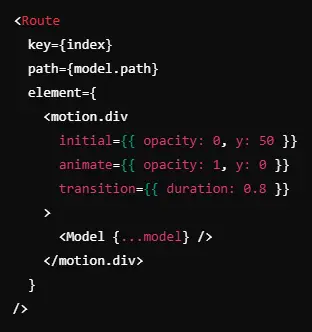 <Route
key={index}
path={model.path}
element={
<motion.div
initial={{ opacity: 0, y: 50 }}
animate={{ opacity: 1, y: 0 }}
transition={{ duration: 0.8 }}
>
<Model {...model} />
</motion.div>
}
/>